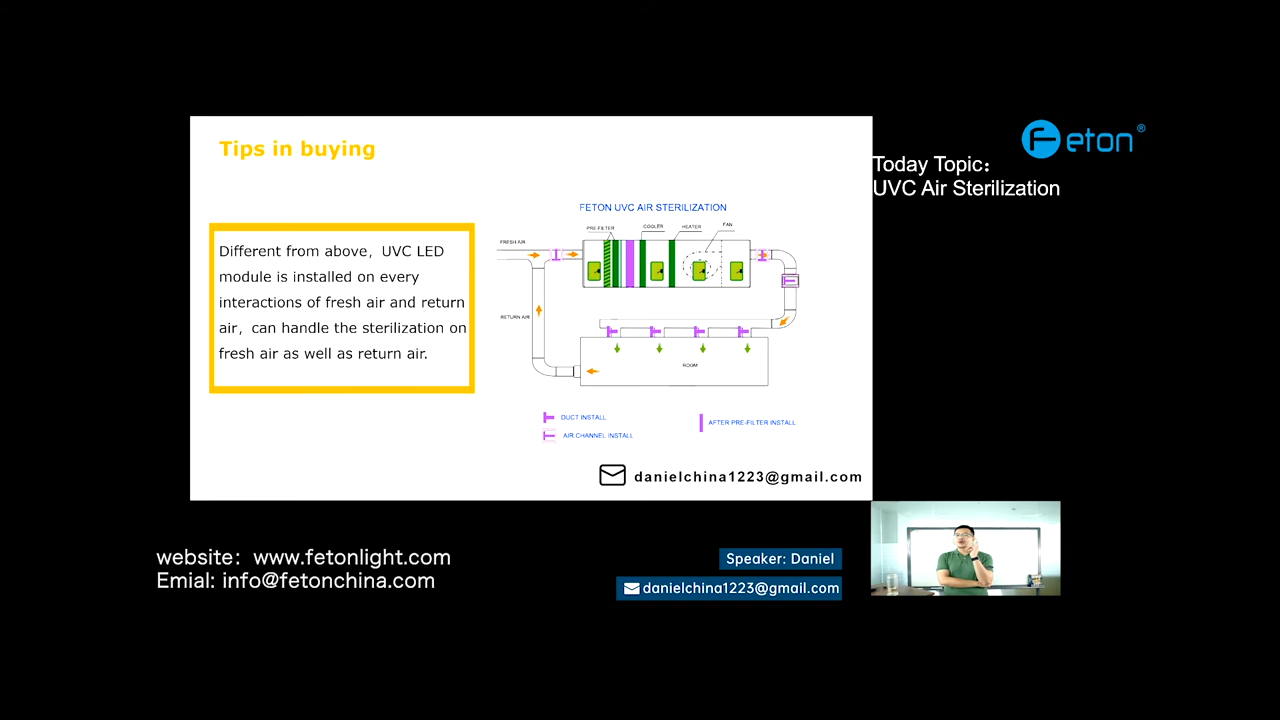 Tips in buying
Different from above, UVC LED
module is installed on every
interactions of fresh air and return
air, can handle the sterilization on
fresh air as well as return air.
FETON UVC AIR STERILIZATION
PRE-FILTER
COOLER
HEATER
FAN
FRESH AIR
RETURN AIR
ROOM
DUCT INSTALL
AIR CHANNEL INSTALL
AFTER PRE-FILTER INSTALL
danielchina1223@gmail.com
Feton®
Today Topic:
UVC Air Sterilization
website: www.fetonlight.com
Emial: info@fetonchina.com
Speaker: Daniel
danielchina1223@gmail.com